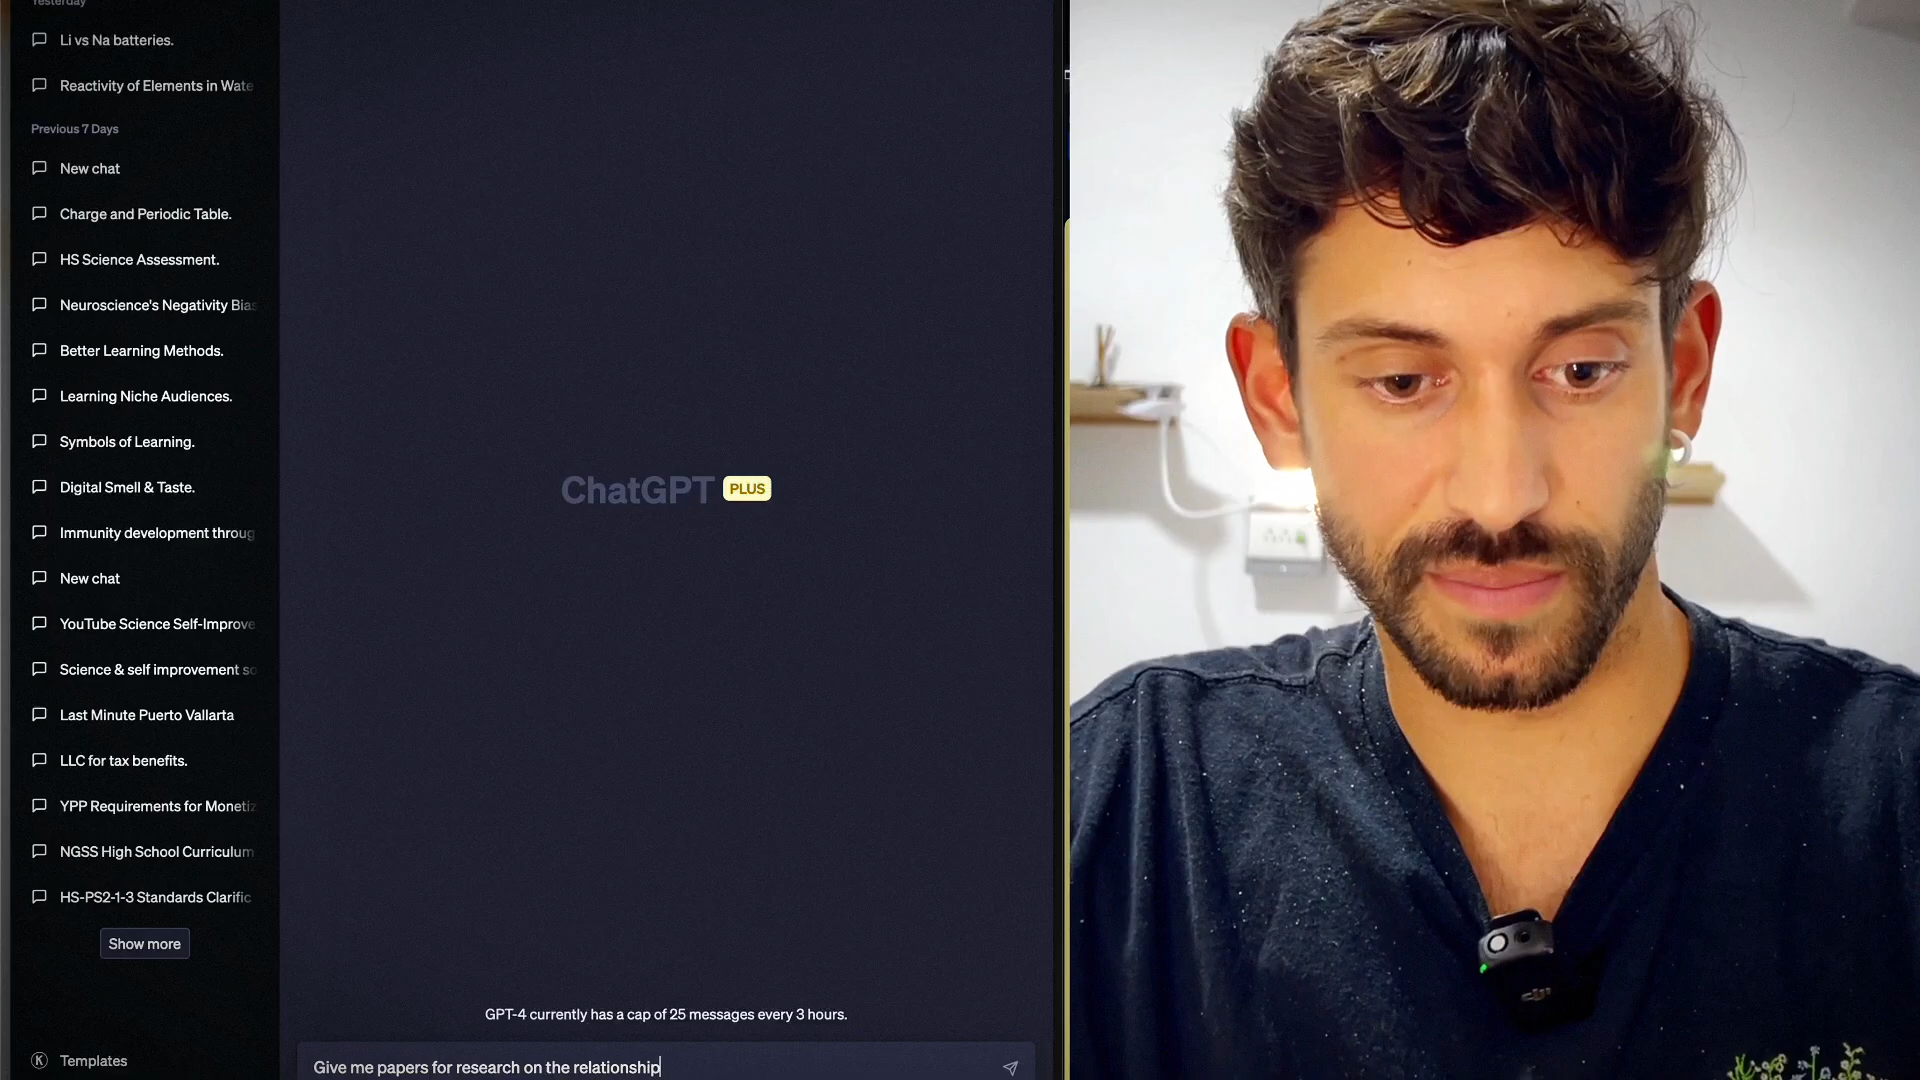 Yesterday
Li vs Na batteries.
Reactivity of Elements in Wate
Previous 7 Days
New chat
Charge and Periodic Table.
HS Science Assessment.
Neuroscience's Negativity Bias
Better Learning Methods.
Learning Niche Audiences.
Symbols of Learning.
Digital Smell & Taste.
Immunity development throug
New chat
YouTube Science Self-Improve
Science & self improvement so
Last Minute Puerto Vallarta
LLC for tax benefits.
YPP Requirements for Monetiz
NGSS High School Curriculum
HS-PS2-1-3 Standards Clarific
Show more
K Templates
ChatGPT PLUS
GPT-4 currently has a cap of 25 messages every 3 hours.
Give me papers for research on the relationship
dji